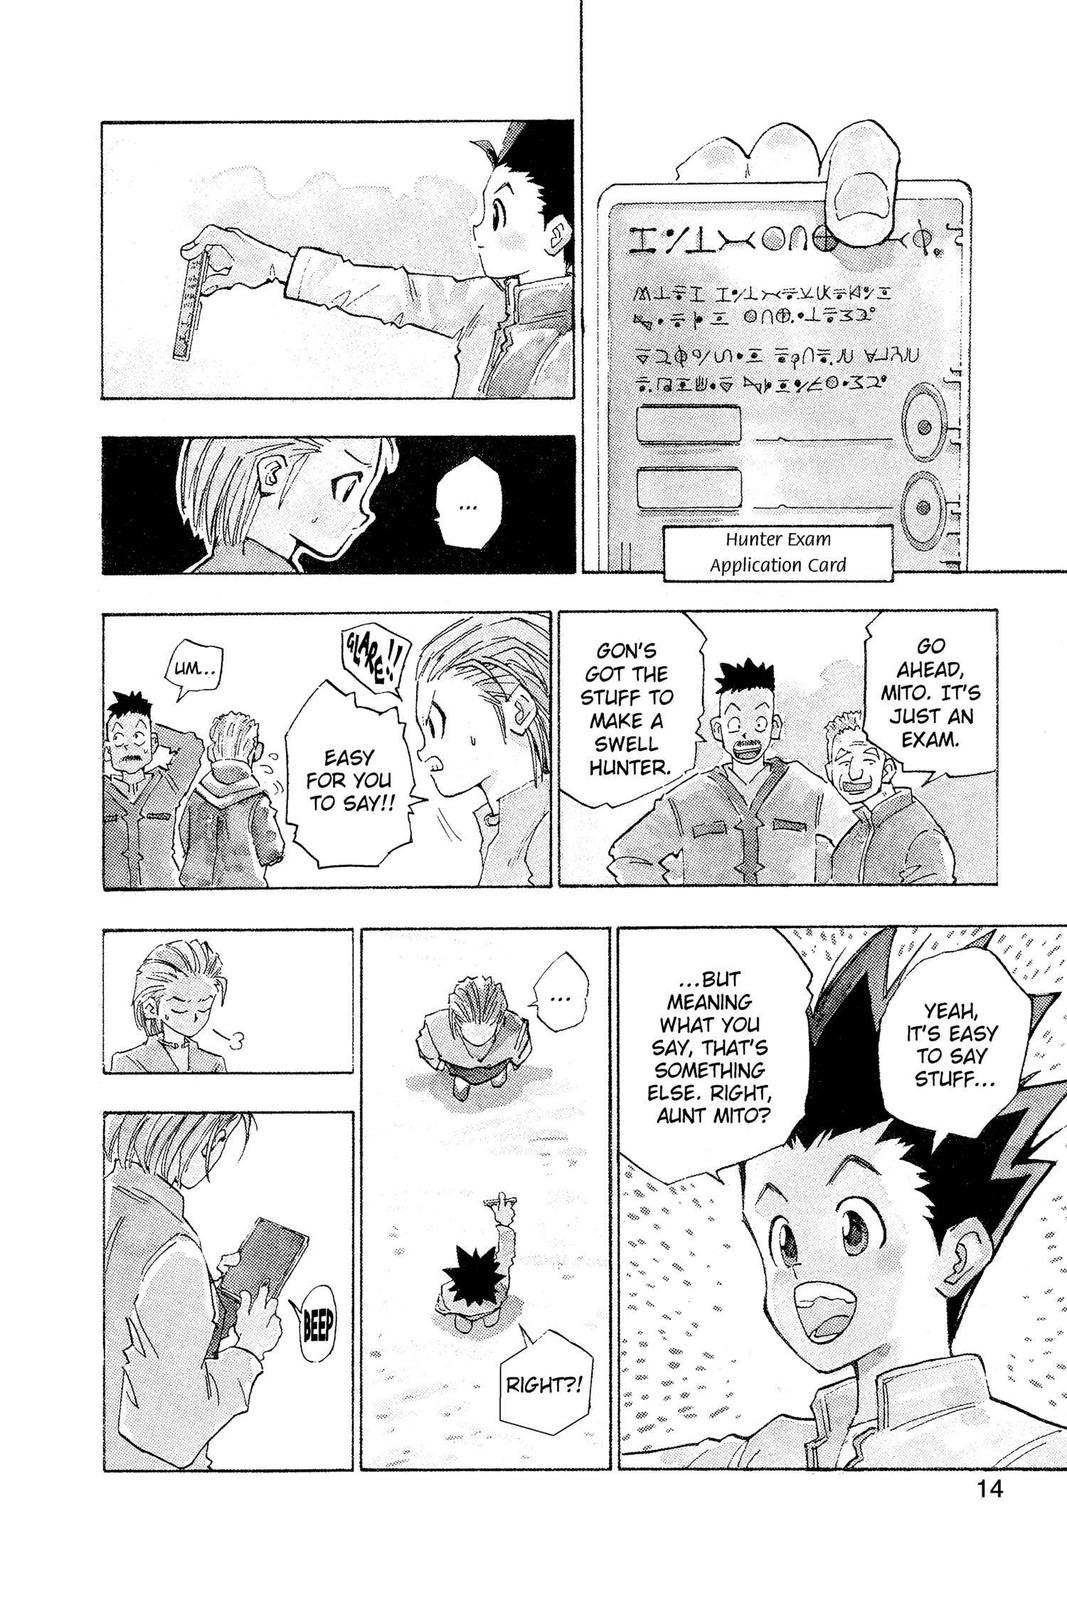 Hunter Exam
Application Card
...
GO
AHEAD,
MITO. IT'S
JUST AN
EXAM.
GON'S
GOT THE
STUFF TO
MAKE A
SWELL
HUNTER.
GLARE!!
EASY
FOR YOU
TO SAY!!
UM...
YEAH,
IT'S EASY
TO SAY
STUFF...
...BUT
MEANING
WHAT YOU
SAY, THAT'S
SOMETHING
ELSE. RIGHT,
AUNT MITO?
...
RIGHT?!
BEEP
14